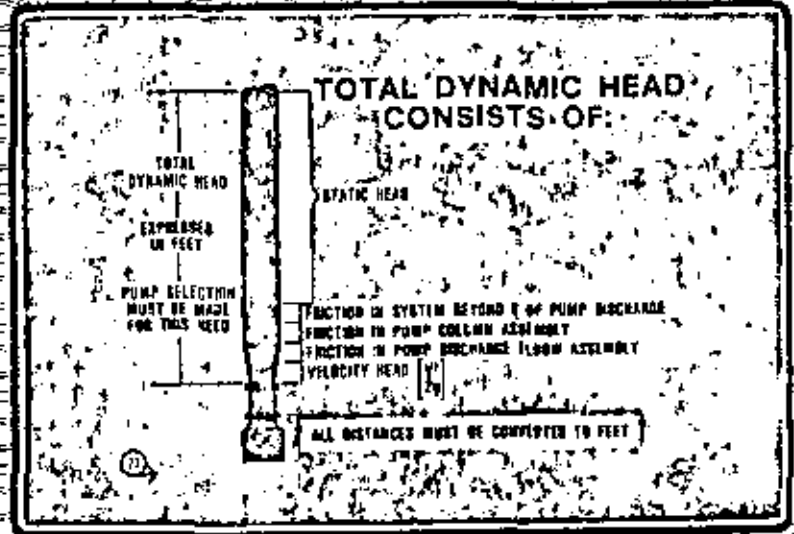 TOTAL DYNAMIC HEAD
CONSISTS OF:
TOTAL
DYNAMIC HEAD
EXPRESSED
IN FEET
PUMP SELECTION
MUST BE MADE
FOR THIS HEAD
STATIC HEAD
FRICTION IN SYSTEM BEYOND ℄ OF PUMP DISCHARGE
FRICTION IN PUMP COLUMN ASSEMBLY
FRICTION IN PUMP DISCHARGE ELBOW ASSEMBLY
VELOCITY HEAD
ALL DISTANCES MUST BE CONVERTED TO FEET